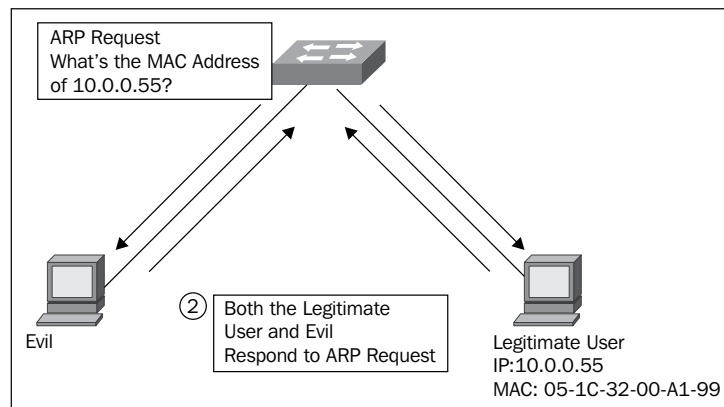 ARP Request
What's the MAC Address
of 10.0.0.55?
2
Both the Legitimate
User and Evil
Respond to ARP Request
Evil
Legitimate User
IP:10.0.0.55
MAC: 05-1C-32-00-A1-99